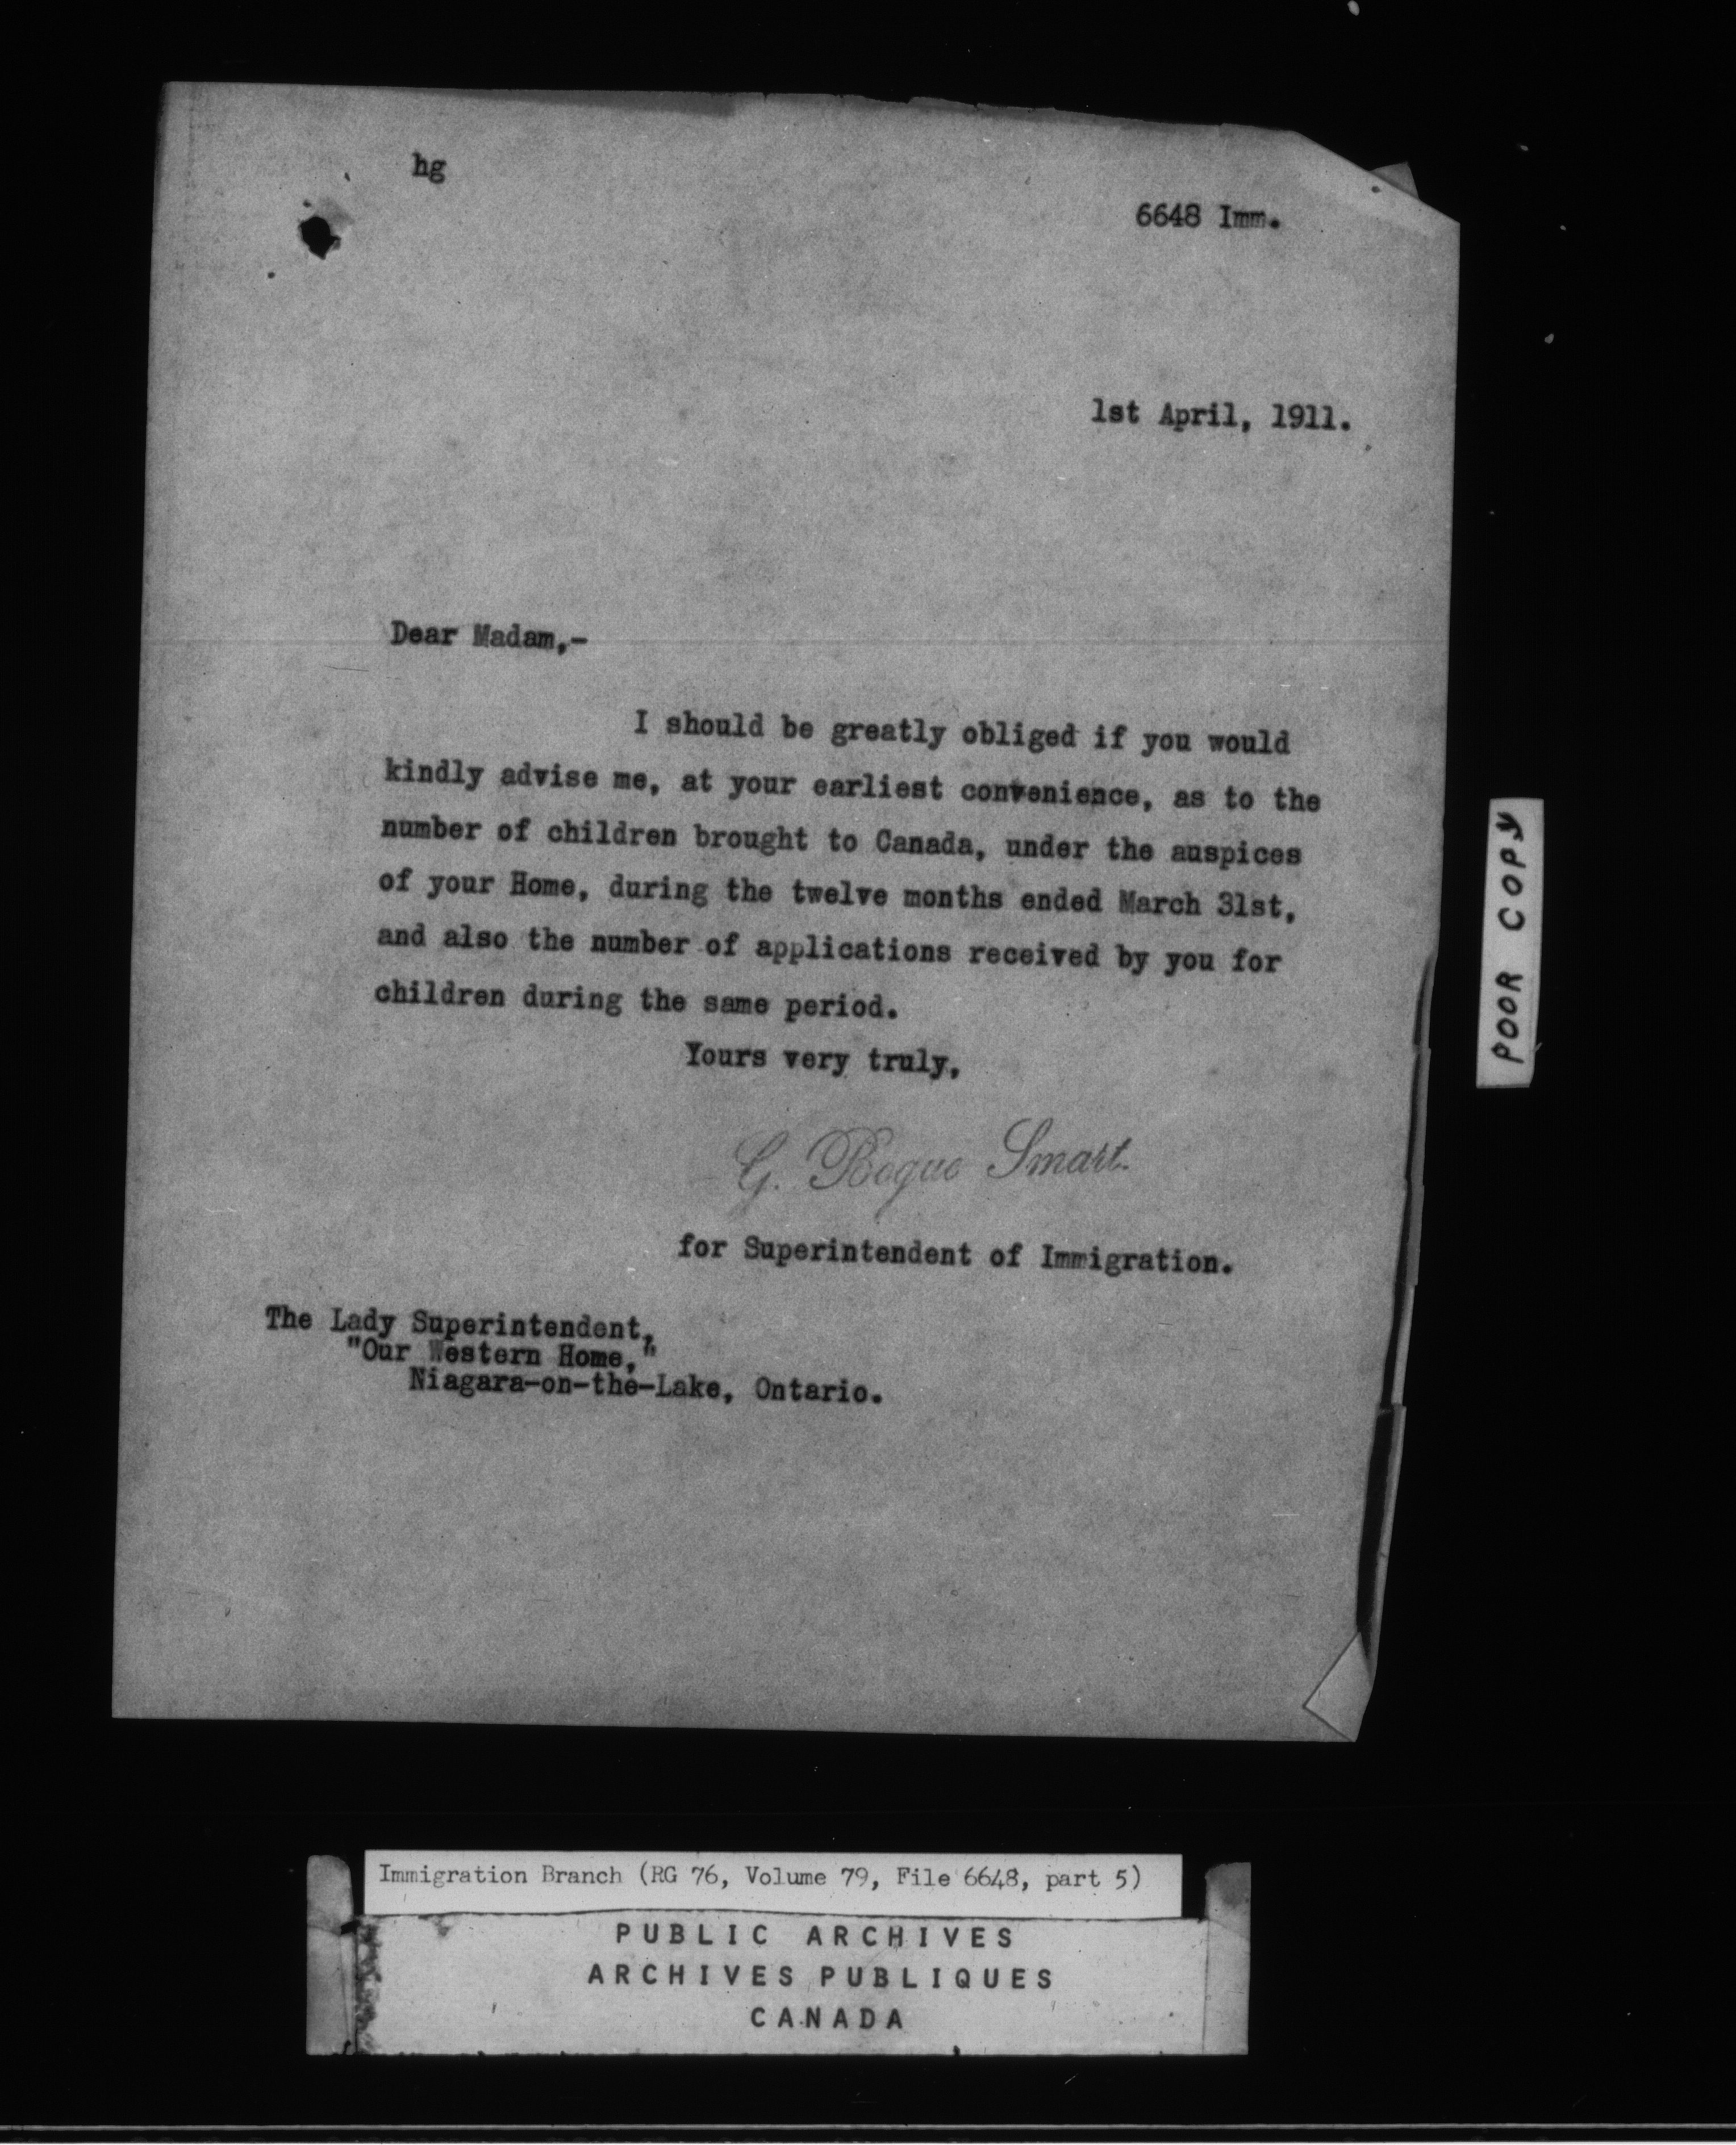 hg
6648 Imm.
1st April, 1911.
Dear Madam,-
I should be greatly obliged if you would
kindly advise me, at your earliest convenience, as to the
number of children brought to Canada, under the auspices
of your Home, during the twelve months ended March 31st,
and also the number of applications received by you for
children during the same period.
Yours very truly,
G. Bogue Smart.
for Superintendent of Immigration.
The Lady Superintendent,
"Our Western Home,"
Niagara-on-the-Lake, Ontario.
POOR COPY
Immigration Branch (RG 76, Volume 79, File 6648, part 5)
PUBLIC ARCHIVES
ARCHIVES PUBLIQUES
CANADA